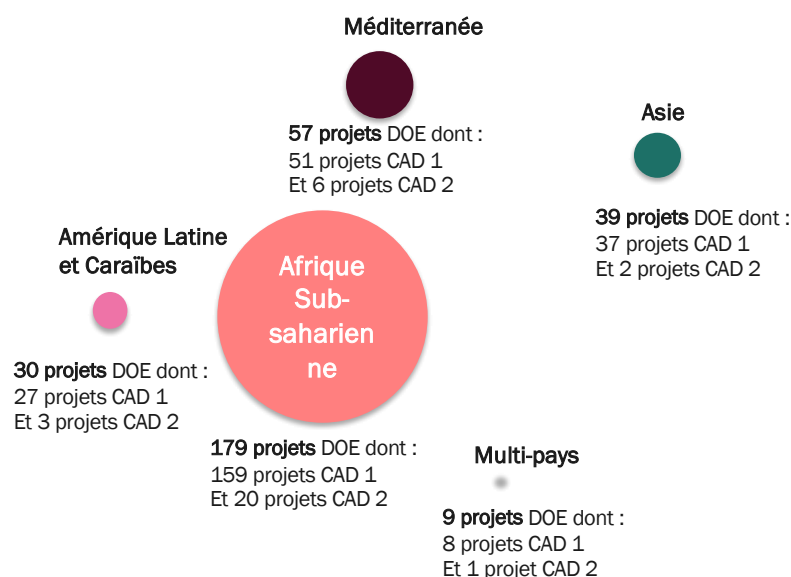 Méditerranée
57 projets DOE dont :
51 projets CAD 1
Et 6 projets CAD 2
Asie
39 projets DOE dont :
37 projets CAD 1
Et 2 projets CAD 2
Amérique Latine
et Caraïbes
30 projets DOE dont :
27 projets CAD 1
Et 3 projets CAD 2
Afrique
Sub-
saharien
ne
179 projets DOE dont :
159 projets CAD 1
Et 20 projets CAD 2
Multi-pays
9 projets DOE dont :
8 projets CAD 1
Et 1 projet CAD 2